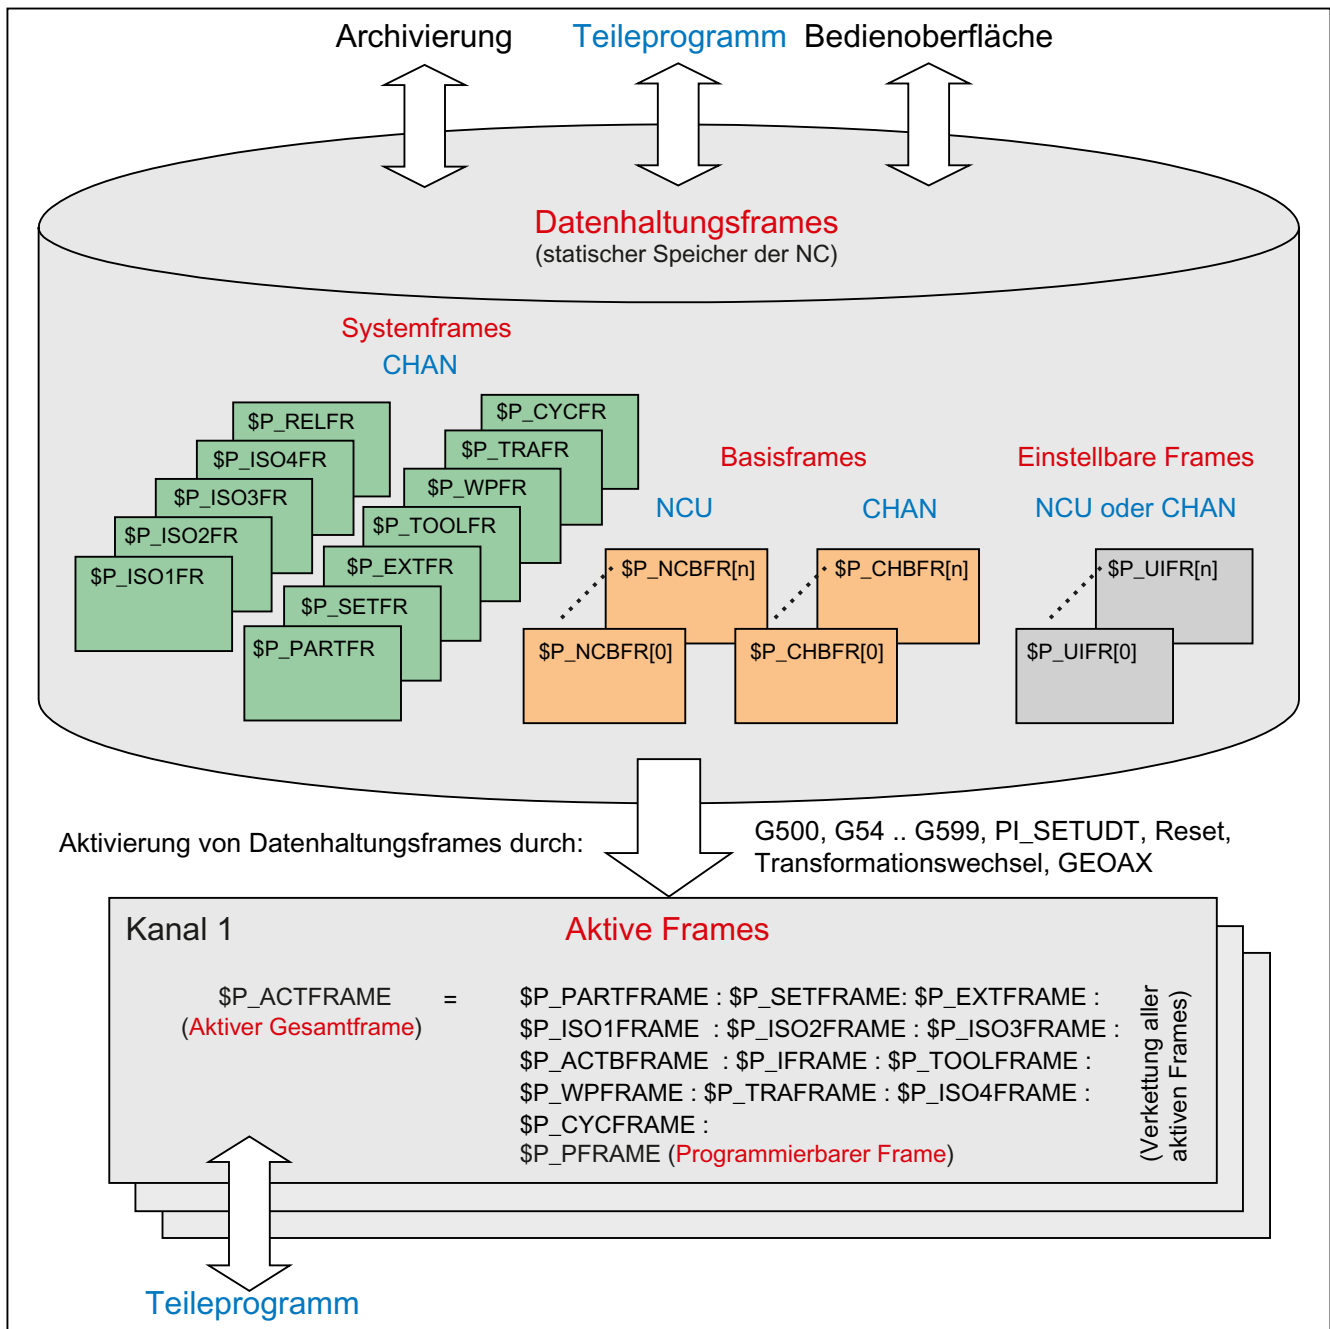 Archivierung
Teileprogramm
Bedienoberfläche
Datenhaltungsframes
(statischer Speicher der NC)
Systemframes
CHAN
$P_RELFR
$P_ISO4FR
$P_ISO3FR
$P_ISO2FR
$P_ISO1FR
$P_CYCFR
$P_TRAFR
$P_WPFR
$P_TOOLFR
$P_EXTFR
$P_SETFR
$P_PARTFR
Basisframes
NCU
CHAN
$P_NCBFR[n]
$P_NCBFR[0]
$P_CHBFR[n]
$P_CHBFR[0]
Einstellbare Frames
NCU oder CHAN
$P_UIFR[n]
$P_UIFR[0]
Aktivierung von Datenhaltungsframes durch:
G500, G54 .. G599, PI_SETUDT, Reset,
Transformationswechsel, GEOAX
Kanal 1
Aktive Frames
$P_ACTFRAME =
(Aktiver Gesamtframe)
$P_PARTFRAME : $P_SETFRAME: $P_EXTFRAME :
$P_ISO1FRAME : $P_ISO2FRAME : $P_ISO3FRAME :
$P_ACTBFRAME : $P_IFRAME : $P_TOOLFRAME :
$P_WPFRAME : $P_TRAFRAME : $P_ISO4FRAME :
$P_CYCFRAME :
$P_PFRAME (Programmierbarer Frame)
(Verkettung aller
aktiven Frames)
Teileprogramm